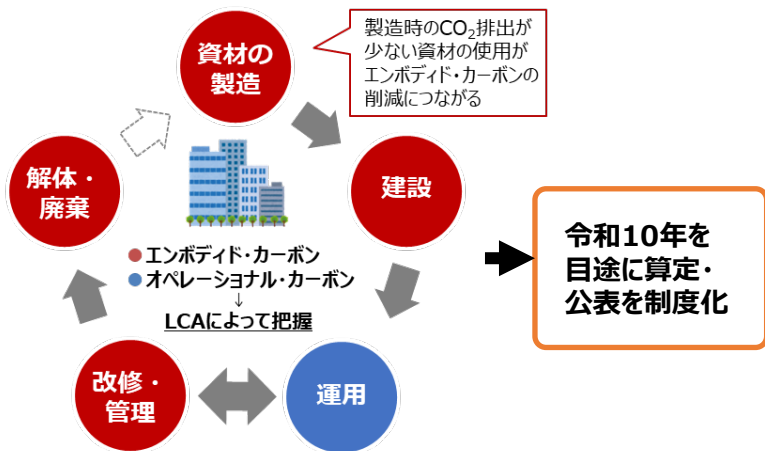 資材の
製造
製造時のCO₂排出が
少ない資材の使用が
エンボディド・カーボンの
削減につながる
解体・
廃棄
建設
● エンボディド・カーボン
● オペレーショナル・カーボン
↓
LCAによって把握
令和10年を
目途に算定・
公表を制度化
改修・
管理
運用